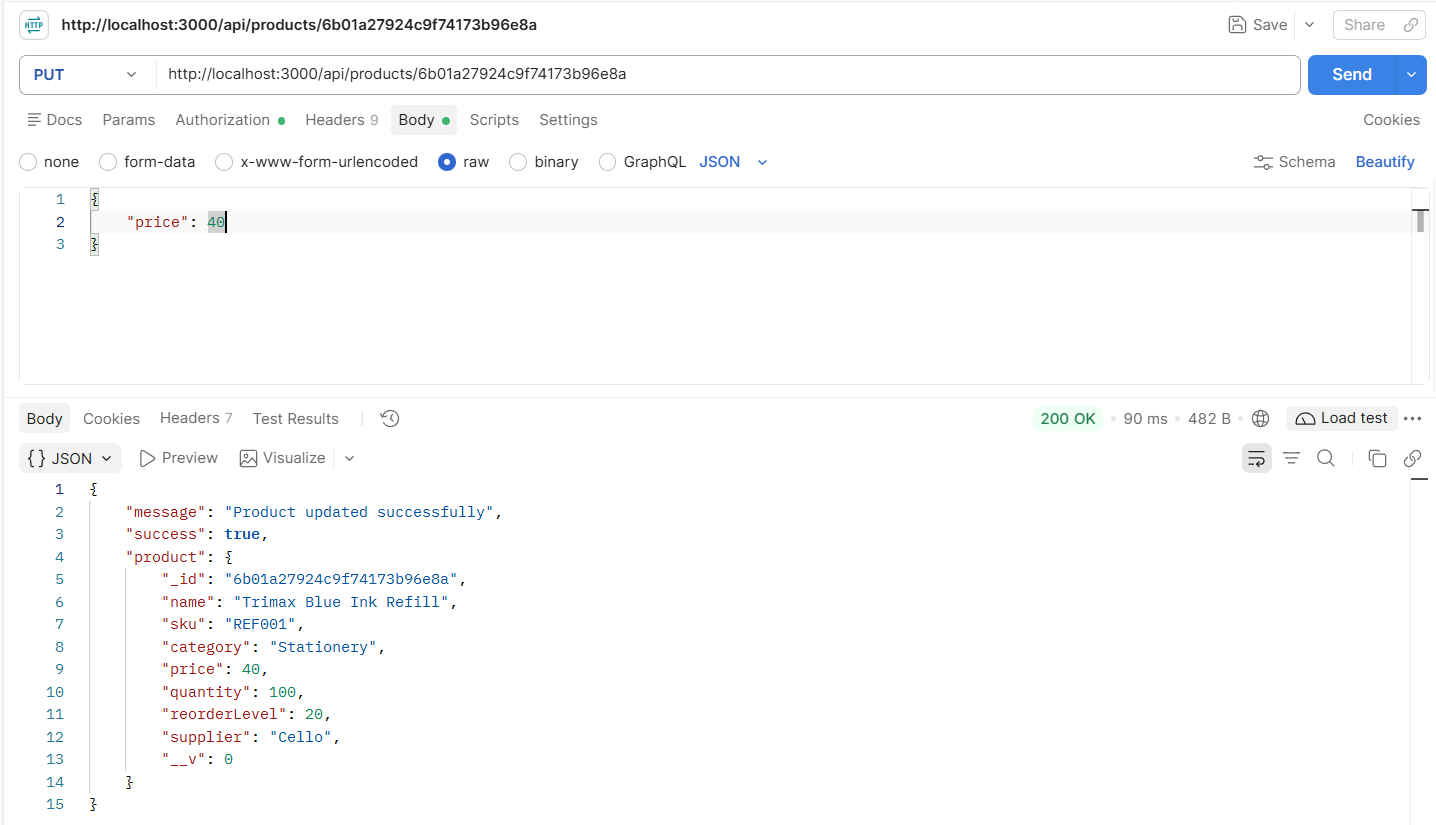 HTTP http://localhost:3000/api/products/6b01a27924c9f74173b96e8a Save Share
PUT http://localhost:3000/api/products/6b01a27924c9f74173b96e8a Send
Docs Params Authorization Headers 9 Body Scripts Settings Cookies
none form-data x-www-form-urlencoded raw binary GraphQL JSON Schema Beautify
1 {
2 "price": 40
3 }
Body Cookies Headers 7 Test Results 200 OK • 90 ms • 482 B • Load test
{} JSON Preview Visualize
1 {
2 "message": "Product updated successfully",
3 "success": true,
4 "product": {
5 "_id": "6b01a27924c9f74173b96e8a",
6 "name": "Trimax Blue Ink Refill",
7 "sku": "REF001",
8 "category": "Stationery",
9 "price": 40,
10 "quantity": 100,
11 "reorderLevel": 20,
12 "supplier": "Cello",
13 "__v": 0
14 }
15 }